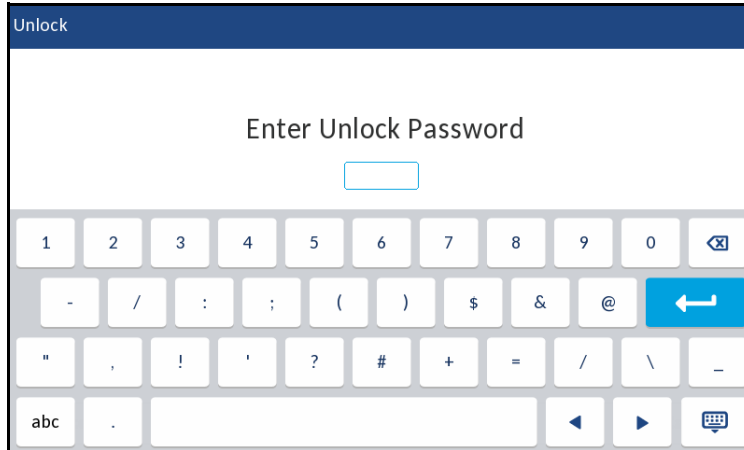 Unlock
Enter Unlock Password
1 2 3 4 5 6 7 8 9 0
- / : ; ( ) $ & @
" , ! ' ? # + = / \ _
abc .